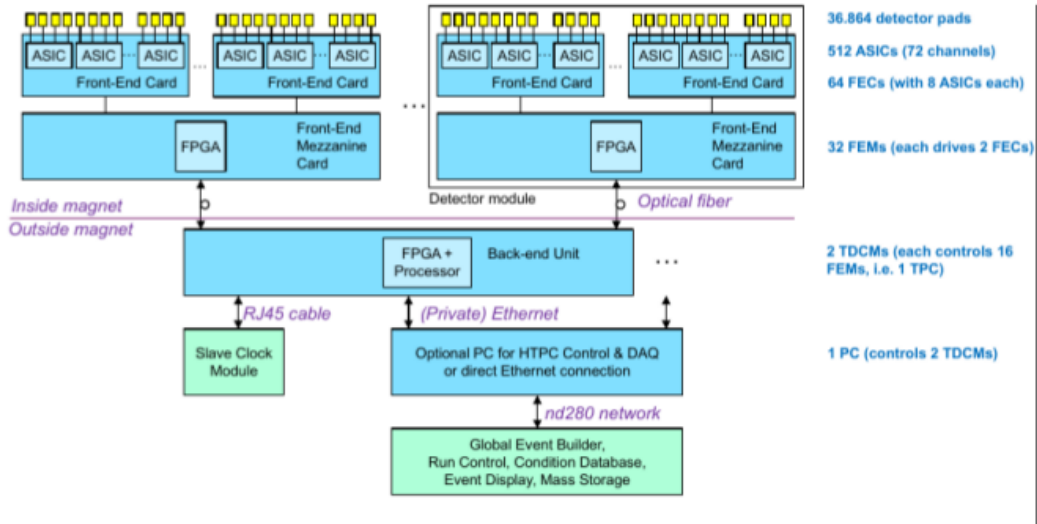 36.864 detector pads
ASIC ASIC ... ASIC
ASIC ASIC ... ASIC
ASIC ASIC ... ASIC
ASIC ASIC ... ASIC
512 ASICs (72 channels)
...
...
Front-End Card
Front-End Card
Front-End Card
Front-End Card
64 FECs (with 8 ASICs each)
...
FPGA
Front-End
Mezzanine
Card
FPGA
Front-End
Mezzanine
Card
32 FEMs (each drives 2 FECs)
Detector module
Inside magnet
Optical fiber
Outside magnet
FPGA +
Processor
Back-end Unit
...
2 TDCMs (each controls 16
FEMs, i.e. 1 TPC)
RJ45 cable
(Private) Ethernet
Slave Clock
Module
Optional PC for HTPC Control & DAQ
or direct Ethernet connection
1 PC (controls 2 TDCMs)
nd280 network
Global Event Builder,
Run Control, Condition Database,
Event Display, Mass Storage